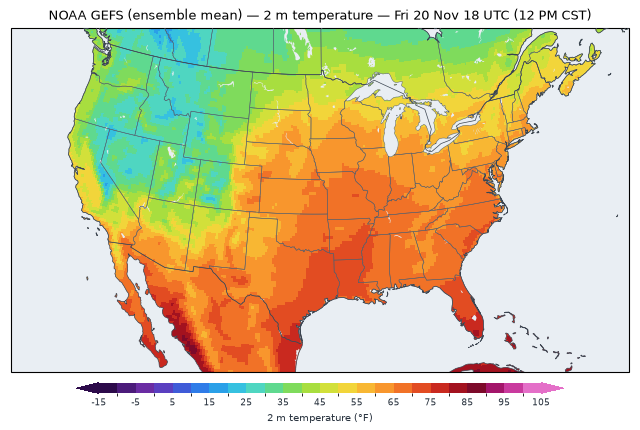 NOAA GEFS (ensemble mean) — 2 m temperature — Fri 20 Nov 18 UTC (12 PM CST)
-15 -5 5 15 25 35 45 55 65 75 85 95 105
2 m temperature (°F)